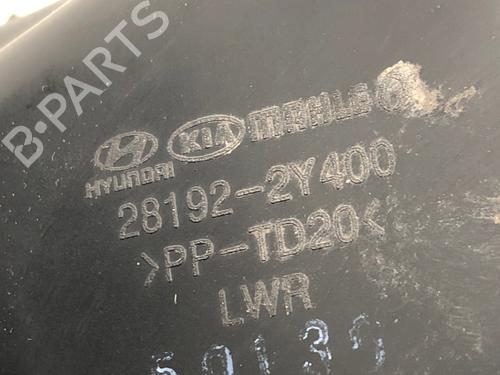 B-PARTS
HYUNDAI KIA MAHLE
28192-2Y400
>PP-TD20<
LWR